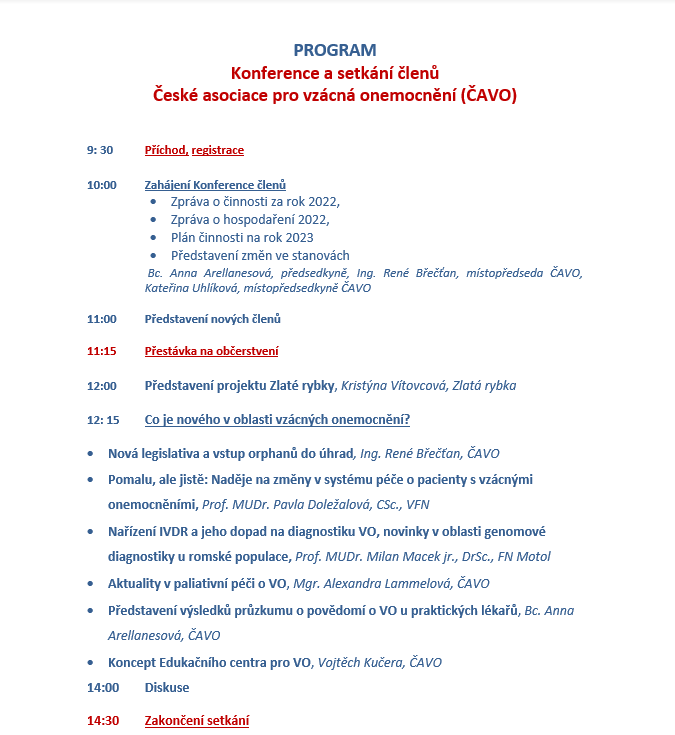 PROGRAM
Konference a setkání členů
České asociace pro vzácná onemocnění (ČAVO)
9: 30 Příchod, registrace
10:00 Zahájení Konference členů
• Zpráva o činnosti za rok 2022,
• Zpráva o hospodaření 2022,
• Plán činnosti na rok 2023
• Představení změn ve stanovách
Bc. Anna Arellanesová, předsedkyně, Ing. René Břečťan, místopředseda ČAVO,
Kateřina Uhlíková, místopředsedkyně ČAVO
11:00 Představení nových členů
11:15 Přestávka na občerstvení
12:00 Představení projektu Zlaté rybky, Kristýna Vítovcová, Zlatá rybka
12: 15 Co je nového v oblasti vzácných onemocnění?
• Nová legislativa a vstup orphanů do úhrad, Ing. René Břečťan, ČAVO
• Pomalu, ale jistě: Naděje na změny v systému péče o pacienty s vzácnými
onemocněními, Prof. MUDr. Pavla Doležalová, CSc., VFN
• Nařízení IVDR a jeho dopad na diagnostiku VO, novinky v oblasti genomové
diagnostiky u romské populace, Prof. MUDr. Milan Macek jr., DrSc., FN Motol
• Aktuality v paliativní péči o VO, Mgr. Alexandra Lammelová, ČAVO
• Představení výsledků průzkumu o povědomí o VO u praktických lékařů, Bc. Anna
Arellanesová, ČAVO
• Koncept Edukačního centra pro VO, Vojtěch Kučera, ČAVO
14:00 Diskuse
14:30 Zakončení setkání